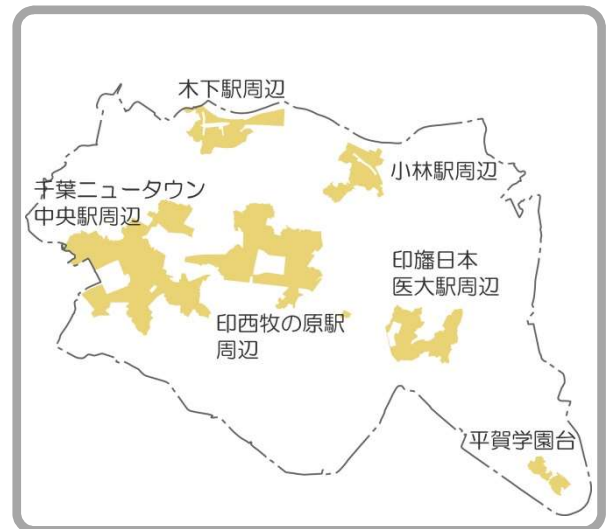 木下駅周辺
小林駅周辺
千葉ニュータウン
中央駅周辺
印旛日本
医大駅周辺
印西牧の原駅
周辺
平賀学園台